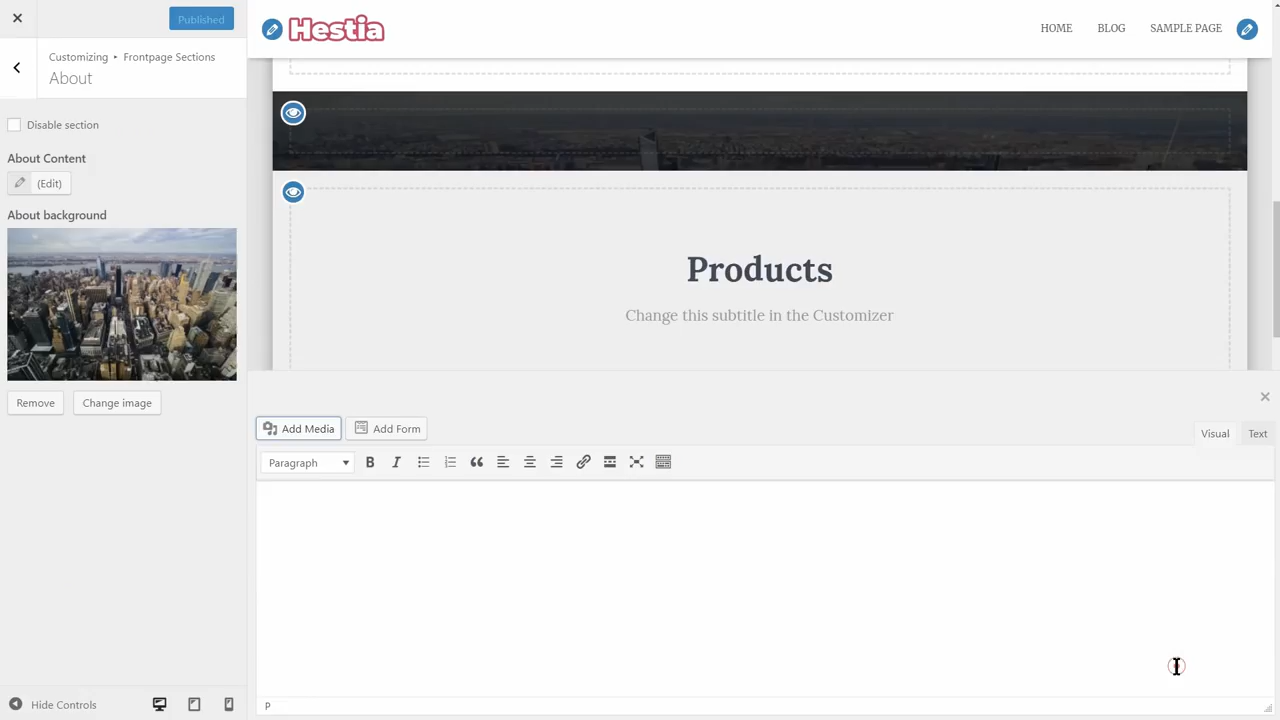 Published
Customizing ▸ Frontpage Sections
About
Disable section
About Content
(Edit)
About background
Remove
Change image
Hide Controls
Hestia
HOME
BLOG
SAMPLE PAGE
Products
Change this subtitle in the Customizer
Add Media
Add Form
Visual
Text
Paragraph
B
I
P